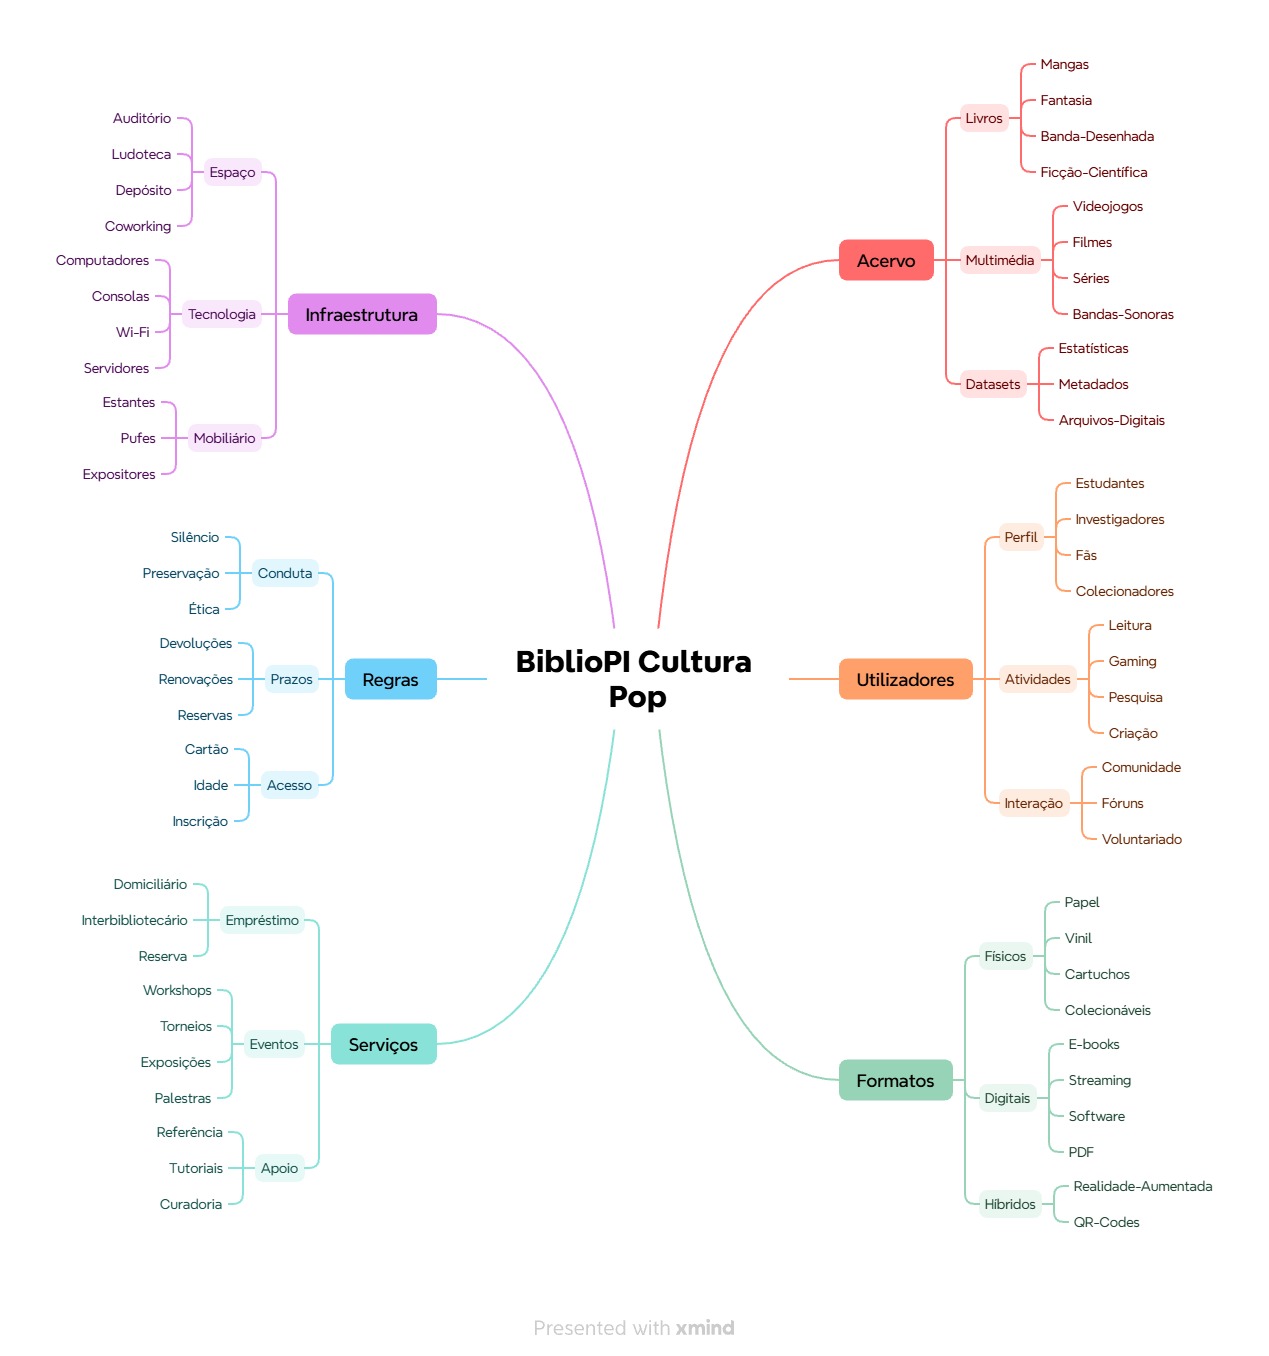 BiblioPI Cultura
Pop
Acervo
Livros
Mangas
Fantasia
Banda-Desenhada
Ficção-Científica
Multimédia
Videojogos
Filmes
Séries
Bandas-Sonoras
Datasets
Estatísticas
Metadados
Arquivos-Digitais
Utilizadores
Perfil
Estudantes
Investigadores
Fãs
Colecionadores
Atividades
Leitura
Gaming
Pesquisa
Criação
Interação
Comunidade
Fóruns
Voluntariado
Formatos
Físicos
Papel
Vinil
Cartuchos
Colecionáveis
Digitais
E-books
Streaming
Software
PDF
Híbridos
Realidade-Aumentada
QR-Codes
Infraestrutura
Espaço
Auditório
Ludoteca
Depósito
Coworking
Tecnologia
Computadores
Consolas
Wi-Fi
Servidores
Mobiliário
Estantes
Pufes
Expositores
Regras
Conduta
Silêncio
Preservação
Ética
Prazos
Devoluções
Renovações
Reservas
Acesso
Cartão
Idade
Inscrição
Serviços
Empréstimo
Domiciliário
Interbibliotecário
Reserva
Eventos
Workshops
Torneios
Exposições
Palestras
Apoio
Referência
Tutoriais
Curadoria
Presented with xmind